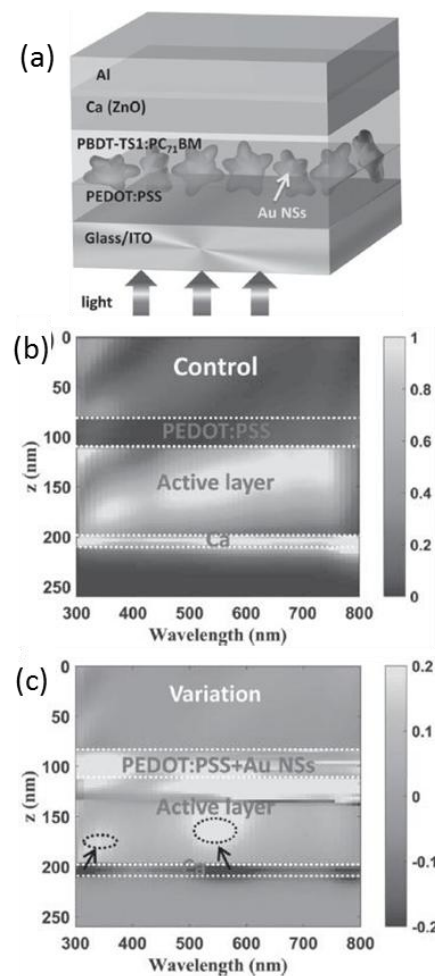 (a)
Al
Ca (ZnO)
PBDT-TS1:PC₇₁BM
PEDOT:PSS
Au NSs
Glass/ITO
light
(b)
Control
PEDOT:PSS
Active layer
Ca
z (nm)
0
50
100
150
200
250
300 400 500 600 700 800
Wavelength (nm)
1
0.8
0.6
0.4
0.2
0
(c)
Variation
PEDOT:PSS+Au NSs
Active layer
Ca
z (nm)
0
50
100
150
200
250
300 400 500 600 700 800
Wavelength (nm)
0.2
0.1
0
-0.1
-0.2